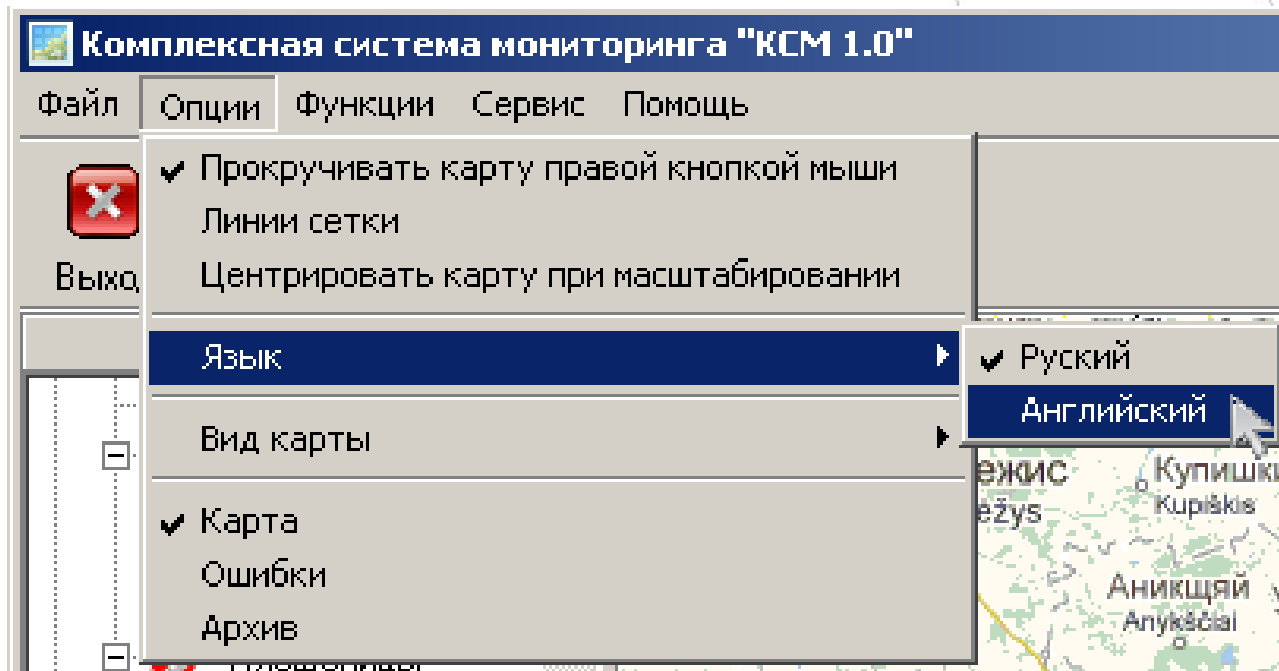 Комплексная система мониторинга "КСМ 1.0"
Файл Опции Функции Сервис Помощь
Прокручивать карту правой кнопкой мыши
Линии сетки
Центрировать карту при масштабировании
Язык
Руский
Английский
Вид карты
Карта
Ошибки
Архив
Аникщяй
Anykščiai
Kupiškis